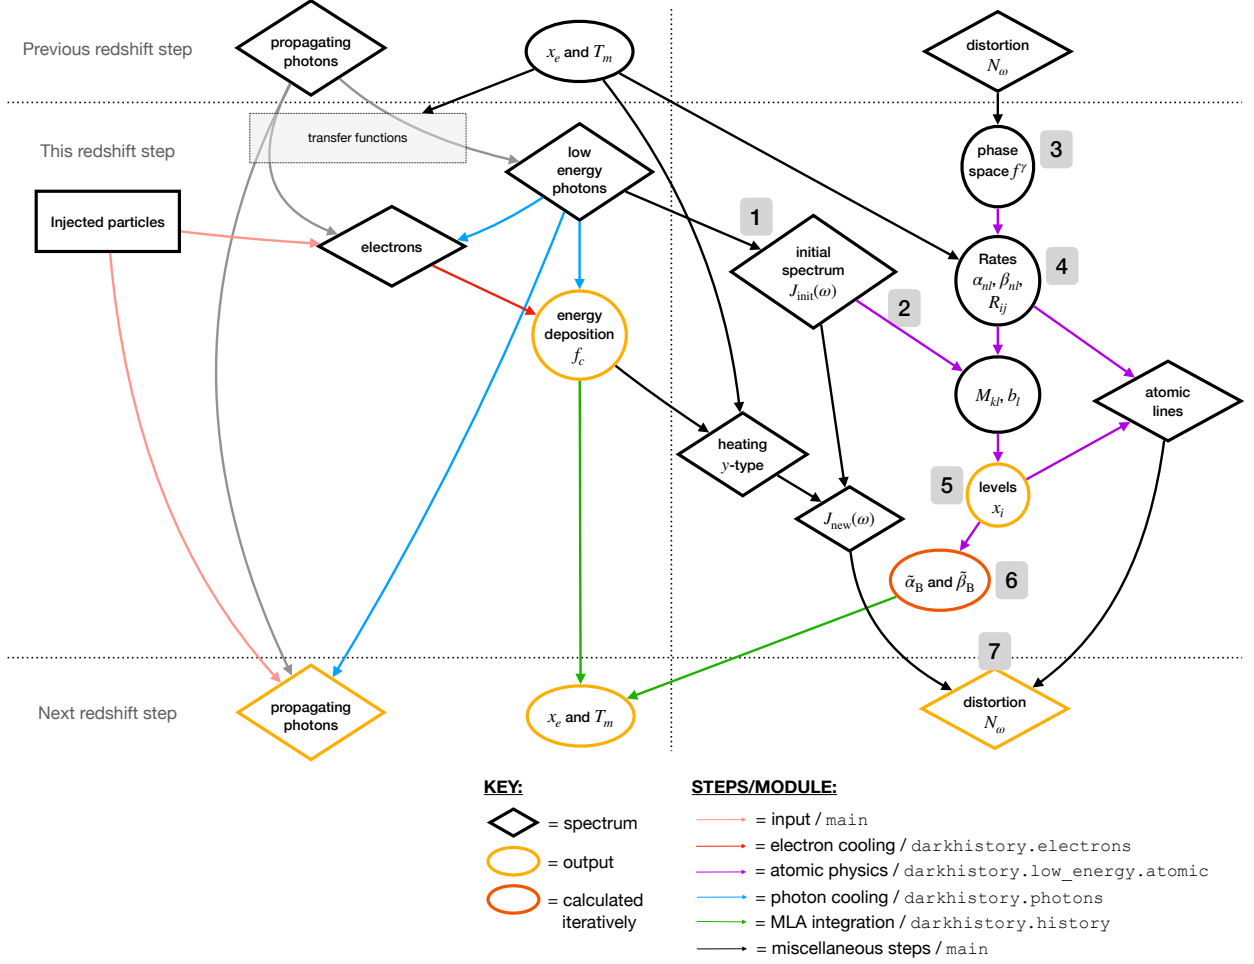 Previous redshift step
propagating
photons
x_e and T_m
distortion
N_ω
transfer functions
This redshift step
low
energy
photons
phase
space f^γ
3
Injected particles
electrons
1
initial
spectrum
J_init(ω)
Rates
α_nl, β_nl,
R_ij
4
2
energy
deposition
f_c
M_kl, b_l
atomic
lines
heating
y-type
5
levels
x_i
J_new(ω)
α̃_B and β̃_B
6
7
Next redshift step
propagating
photons
x_e and T_m
distortion
N_ω
KEY:
= spectrum
= output
= calculated
iteratively
STEPS/MODULE:
= input / main
= electron cooling / darkhistory.electrons
= atomic physics / darkhistory.low_energy.atomic
= photon cooling / darkhistory.photons
= MLA integration / darkhistory.history
= miscellaneous steps / main